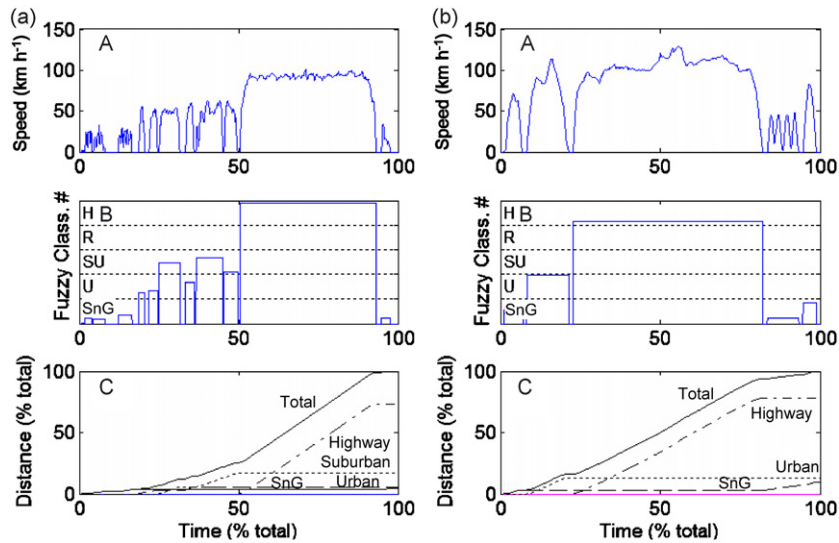 (a)
A
Speed (km h-1)
150
100
50
0
0
50
100
B
Fuzzy Class. #
H
R
SU
U
SnG
0
50
100
C
Distance (% total)
100
50
0
Total
Highway
Suburban
SnG
Urban
0
50
100
Time (% total)
(b)
A
Speed (km h-1)
150
100
50
0
0
50
100
B
Fuzzy Class. #
H
R
SU
U
SnG
0
50
100
C
Distance (% total)
100
50
0
Total
Highway
Urban
SnG
0
50
100
Time (% total)